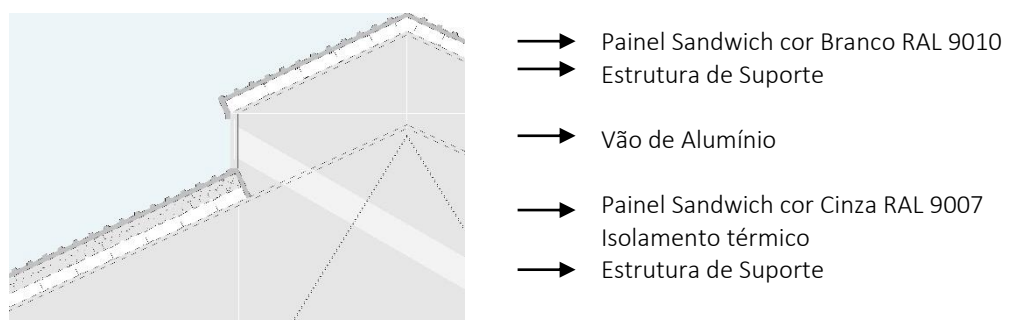 Painel Sandwich cor Branco RAL 9010
Estrutura de Suporte
Vão de Alumínio
Painel Sandwich cor Cinza RAL 9007
Isolamento térmico
Estrutura de Suporte